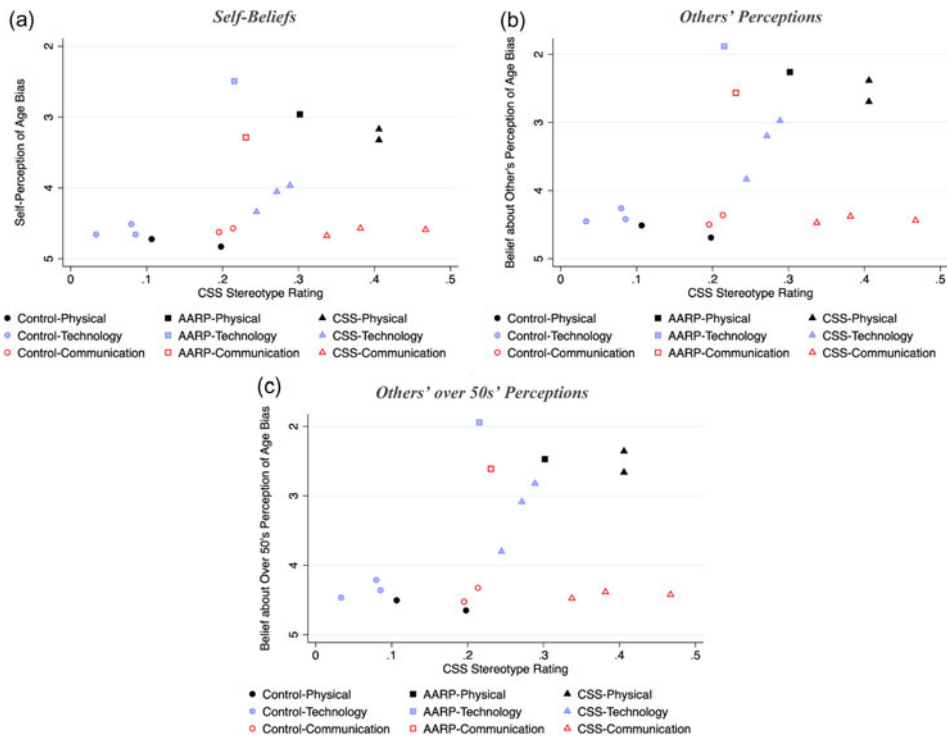 (a)
Self-Beliefs
Self-Perception of Age Bias
2
3
4
5
0 .1 .2 .3 .4 .5
CSS Stereotype Rating
Control-Physical AARP-Physical CSS-Physical
Control-Technology AARP-Technology CSS-Technology
Control-Communication AARP-Communication CSS-Communication
(b)
Others' Perceptions
Belief about Other's Perception of Age Bias
2
3
4
5
0 .1 .2 .3 .4 .5
CSS Stereotype Rating
Control-Physical AARP-Physical CSS-Physical
Control-Technology AARP-Technology CSS-Technology
Control-Communication AARP-Communication CSS-Communication
(c)
Others' over 50s' Perceptions
Belief about Over 50's Perception of Age Bias
2
3
4
5
0 .1 .2 .3 .4 .5
CSS Stereotype Rating
Control-Physical AARP-Physical CSS-Physical
Control-Technology AARP-Technology CSS-Technology
Control-Communication AARP-Communication CSS-Communication